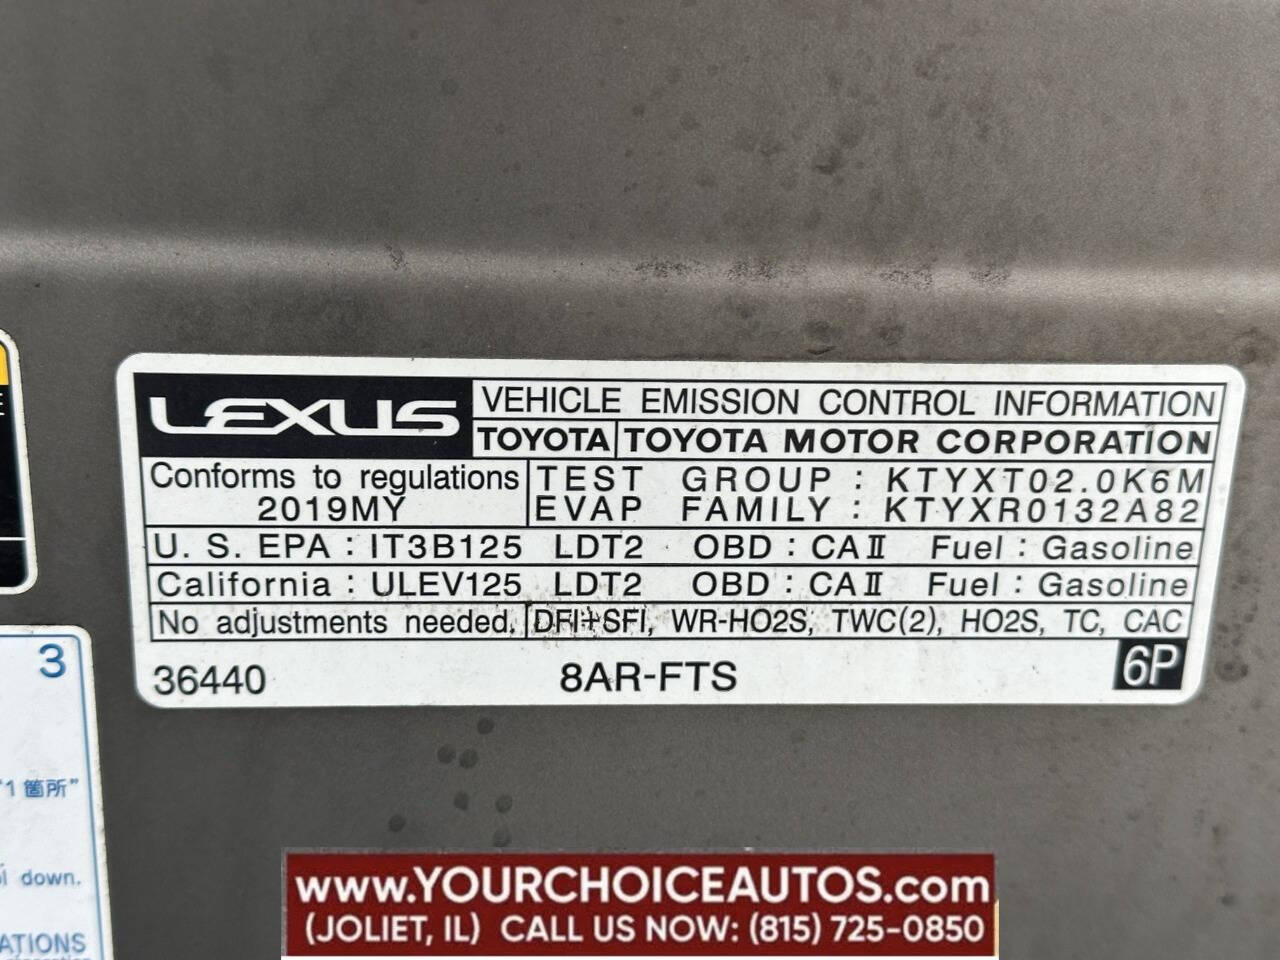 LEXUS
VEHICLE EMISSION CONTROL INFORMATION
TOYOTA TOYOTA MOTOR CORPORATION
Conforms to regulations
2019MY
TEST GROUP : KTYXT02.0K6M
EVAP FAMILY : KTYXR0132A82
U. S. EPA : IT3B125 LDT2 OBD : CAⅡ Fuel : Gasoline
California : ULEV125 LDT2 OBD : CAⅡ Fuel : Gasoline
No adjustments needed. DFI+SFI, WR-HO2S, TWC(2), HO2S, TC, CAC
36440 8AR-FTS 6P
3
"1 箇所"
down.
ATIONS
www.YOURCHOICEAUTOS.com
(JOLIET, IL) CALL US NOW: (815) 725-0850